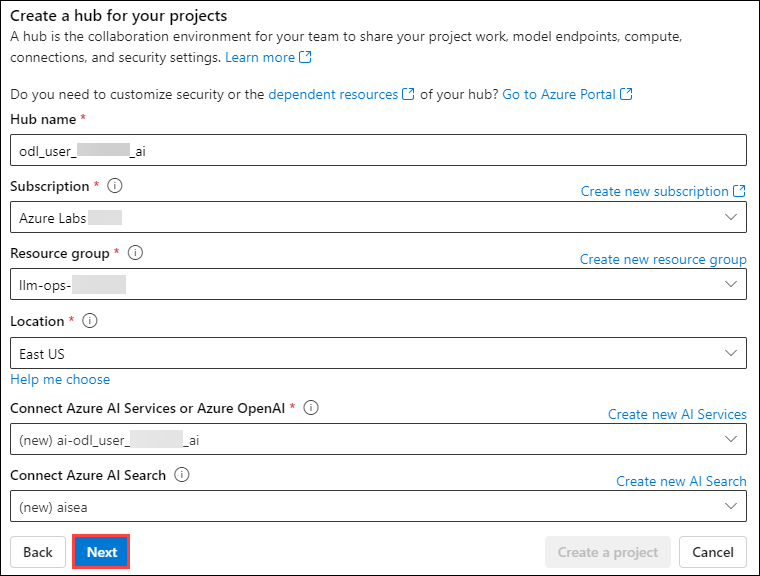 Create a hub for your projects
A hub is the collaboration environment for your team to share your project work, model endpoints, compute,
connections, and security settings. Learn more
Do you need to customize security or the dependent resources of your hub? Go to Azure Portal
Hub name *
odl_user_ _ai
Subscription *
Create new subscription
Azure Labs
Resource group *
Create new resource group
llm-ops-
Location *
East US
Help me choose
Connect Azure AI Services or Azure OpenAI *
Create new AI Services
(new) ai-odl_user_ _ai
Connect Azure AI Search
Create new AI Search
(new) aisea
Back Next Create a project Cancel